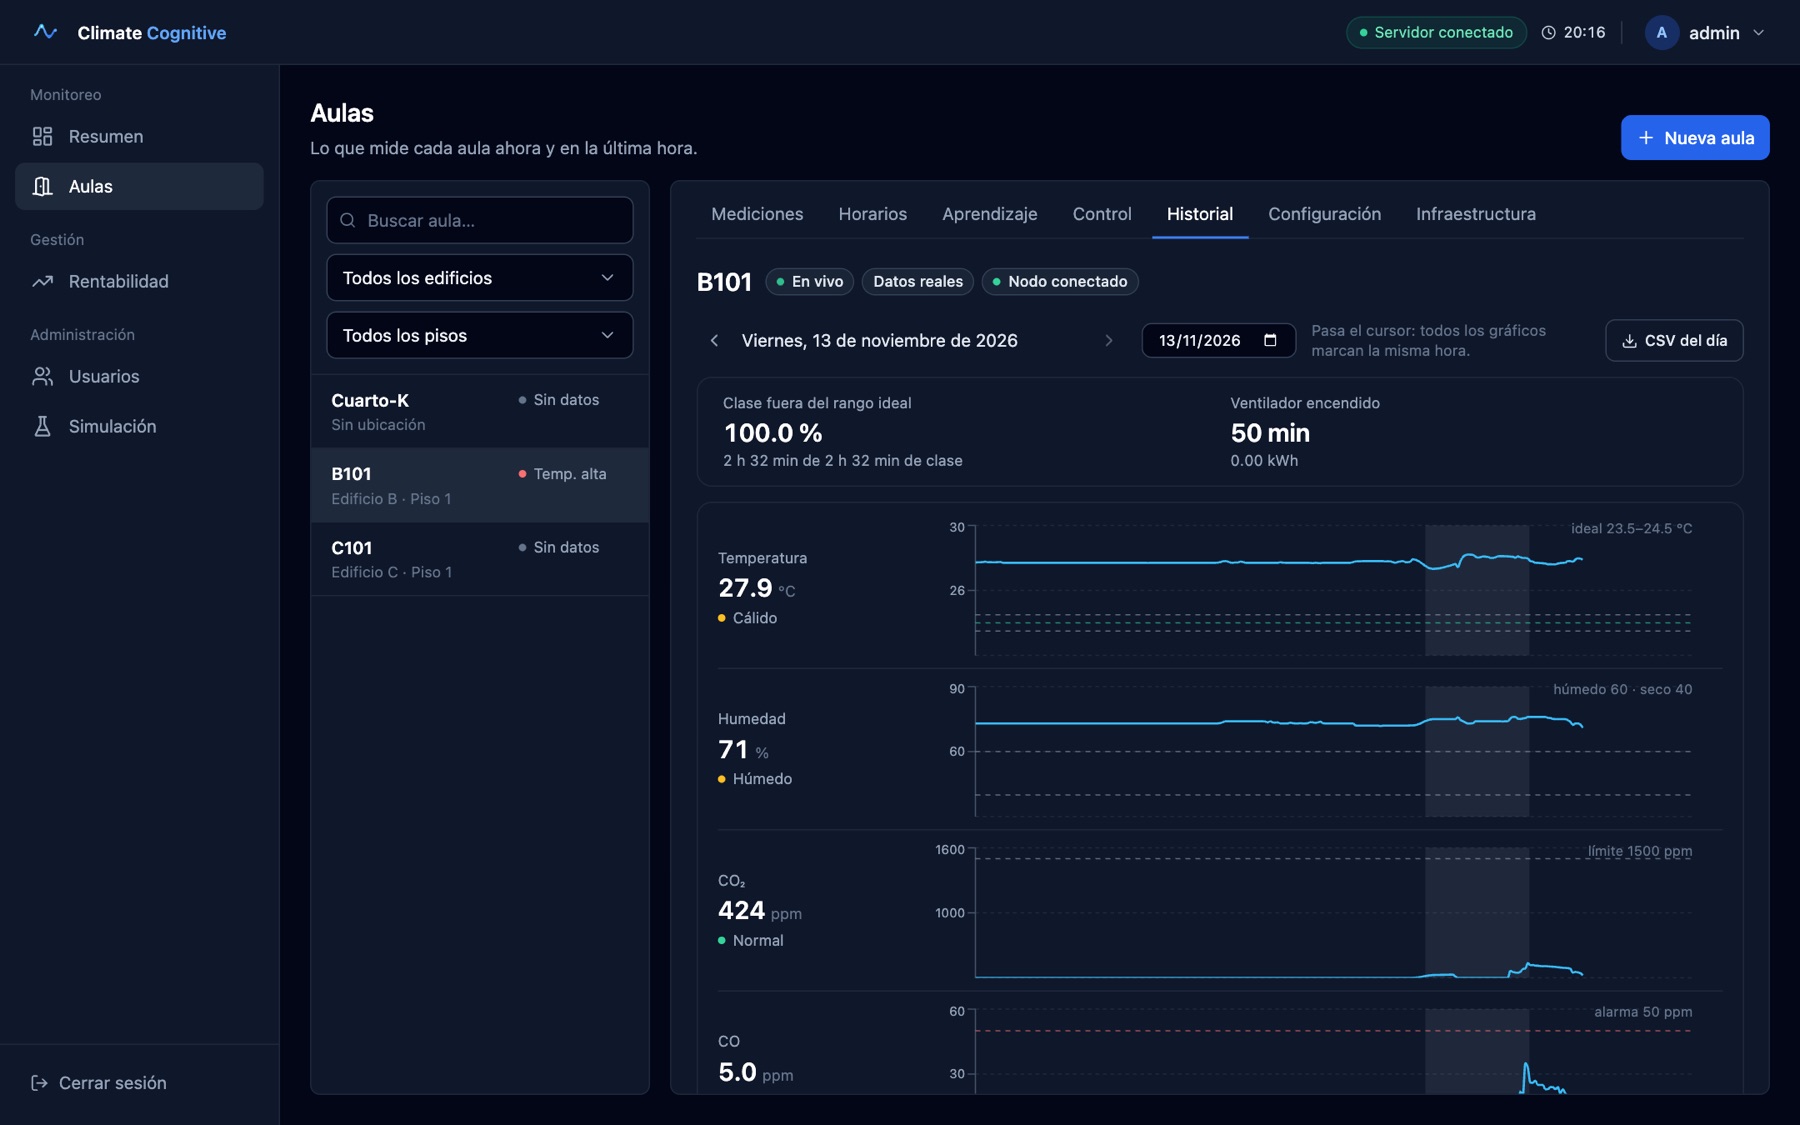 Climate Cognitive
Servidor conectado
20:16
A
admin
Monitoreo
Resumen
Aulas
Gestión
Rentabilidad
Administración
Usuarios
Simulación
Cerrar sesión
Aulas
Lo que mide cada aula ahora y en la última hora.
Nueva aula
Buscar aula...
Todos los edificios
Todos los pisos
Cuarto-K
Sin datos
Sin ubicación
B101
Temp. alta
Edificio B · Piso 1
C101
Sin datos
Edificio C · Piso 1
Mediciones Horarios Aprendizaje Control Historial Configuración Infraestructura
B101 En vivo Datos reales Nodo conectado
Viernes, 13 de noviembre de 2026
13/11/2026
Pasa el cursor: todos los gráficos
marcan la misma hora.
CSV del día
Clase fuera del rango ideal
100.0 %
2 h 32 min de 2 h 32 min de clase
Ventilador encendido
50 min
0.00 kWh
Temperatura
27.9 °C
Cálido
30
26
ideal 23.5–24.5 °C
Humedad
71 %
Húmedo
90
60
húmedo 60 · seco 40
CO₂
424 ppm
Normal
1600
1000
límite 1500 ppm
CO
5.0 ppm
60
30
alarma 50 ppm